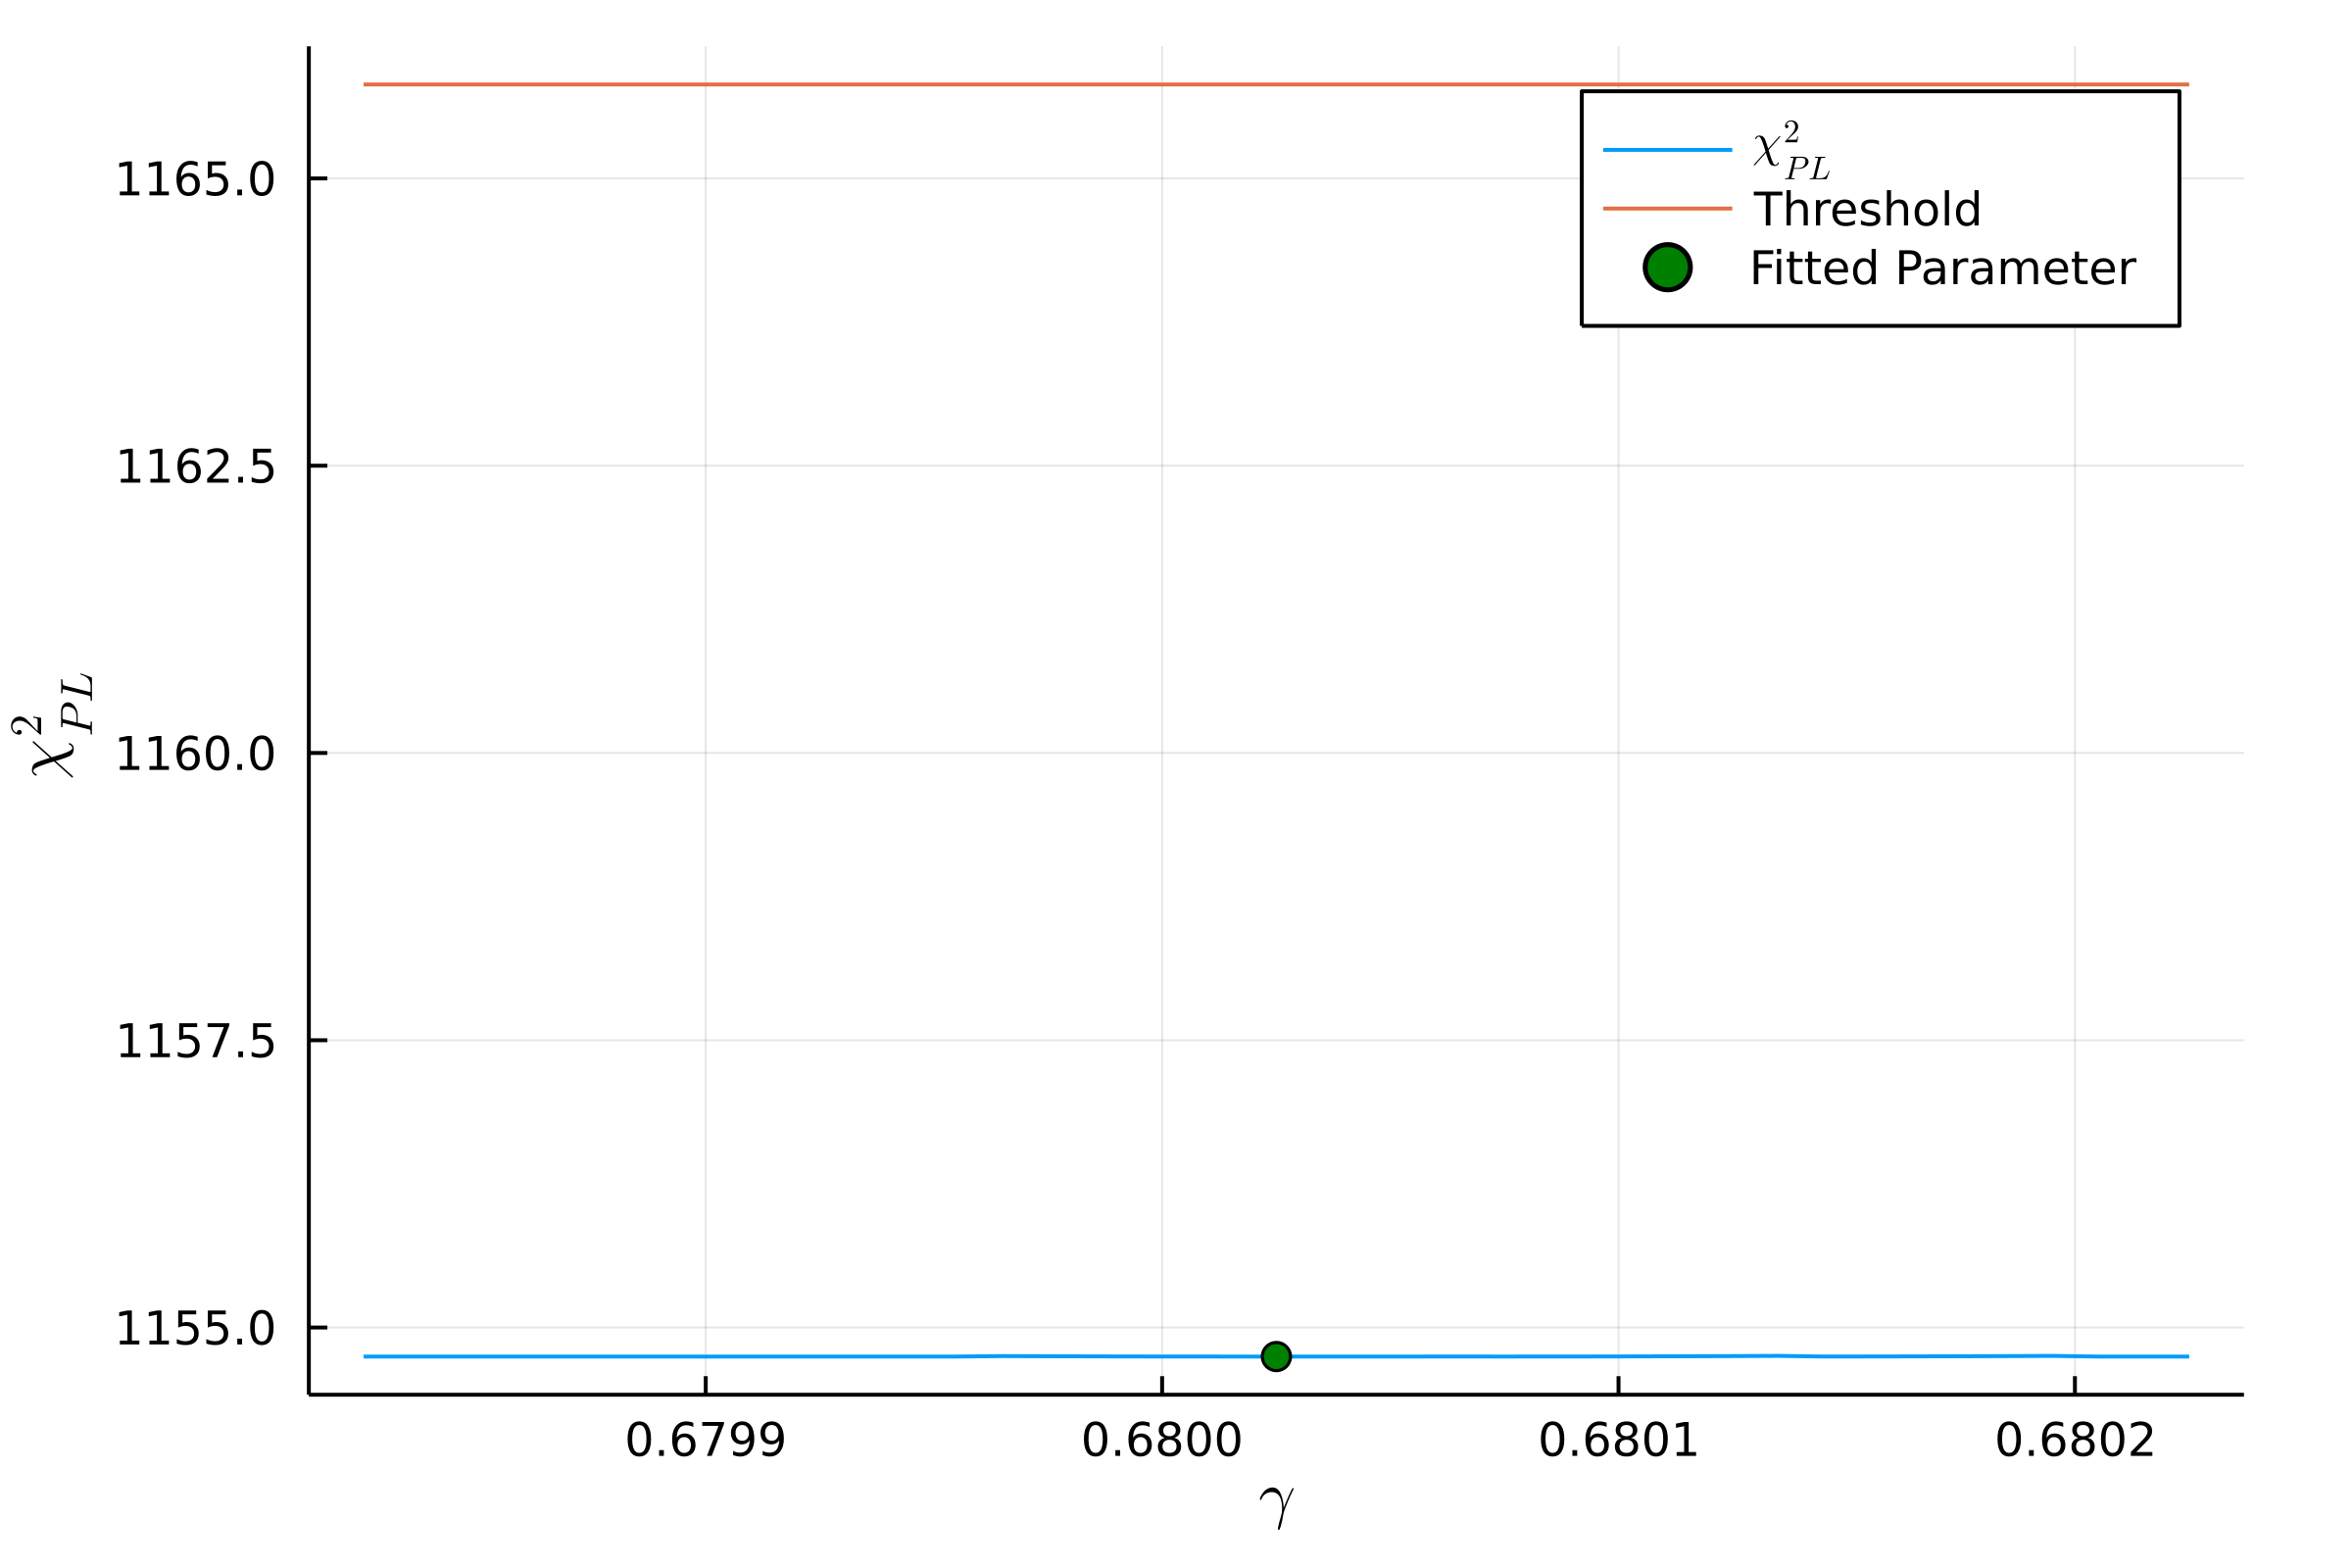 1165.0
1162.5
1160.0
1157.5
1155.0
χ²_PL
χ²_PL
Threshold
Fitted Parameter
0.6799 0.6800 0.6801 0.6802
γ